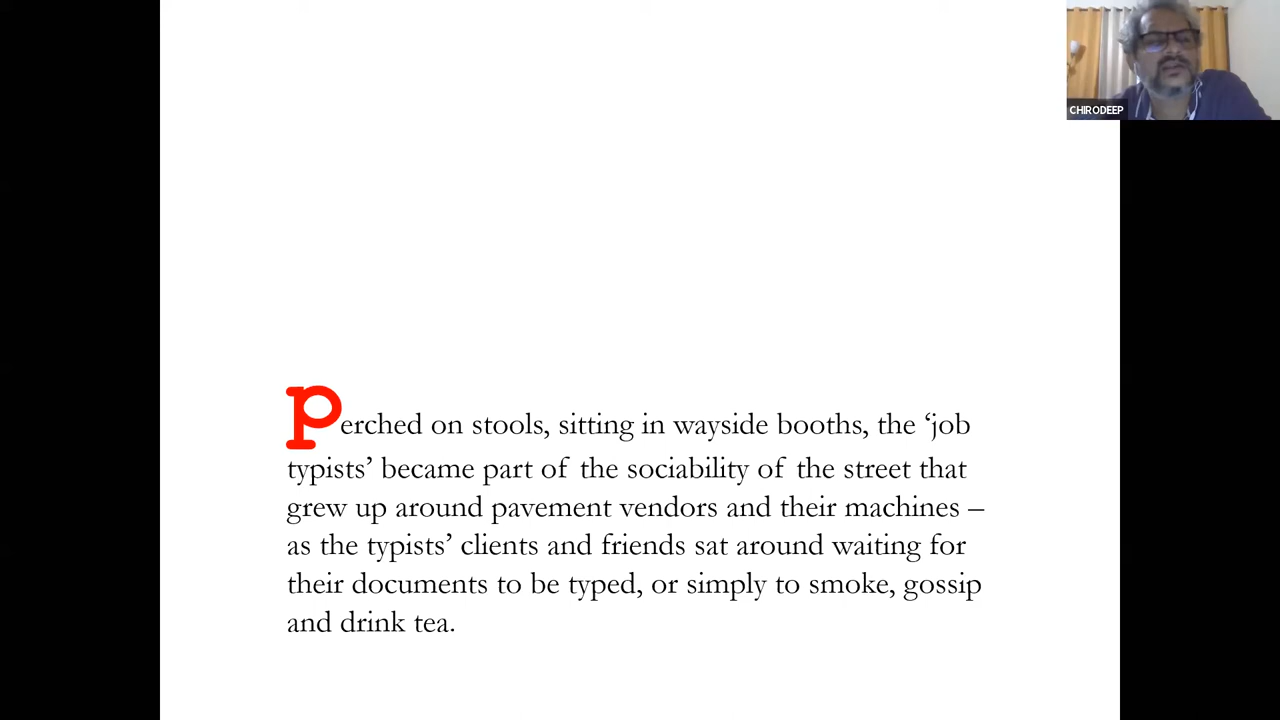 CHIRODEEP
Perched on stools, sitting in wayside booths, the ‘job
typists’ became part of the sociability of the street that
grew up around pavement vendors and their machines –
as the typists’ clients and friends sat around waiting for
their documents to be typed, or simply to smoke, gossip
and drink tea.